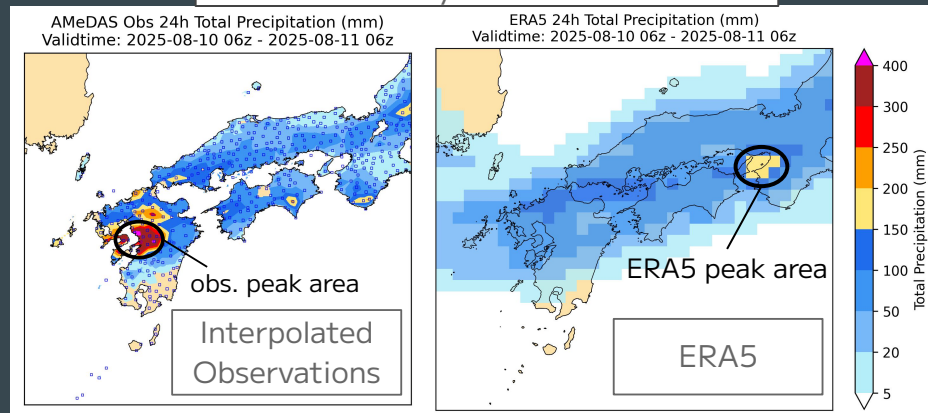 AMeDAS Obs 24h Total Precipitation (mm)
Validtime: 2025-08-10 06z - 2025-08-11 06z
obs. peak area
Interpolated
Observations
ERA5 24h Total Precipitation (mm)
Validtime: 2025-08-10 06z - 2025-08-11 06z
ERA5 peak area
ERA5
400
300
250
200
150
100
50
20
5
Total Precipitation (mm)